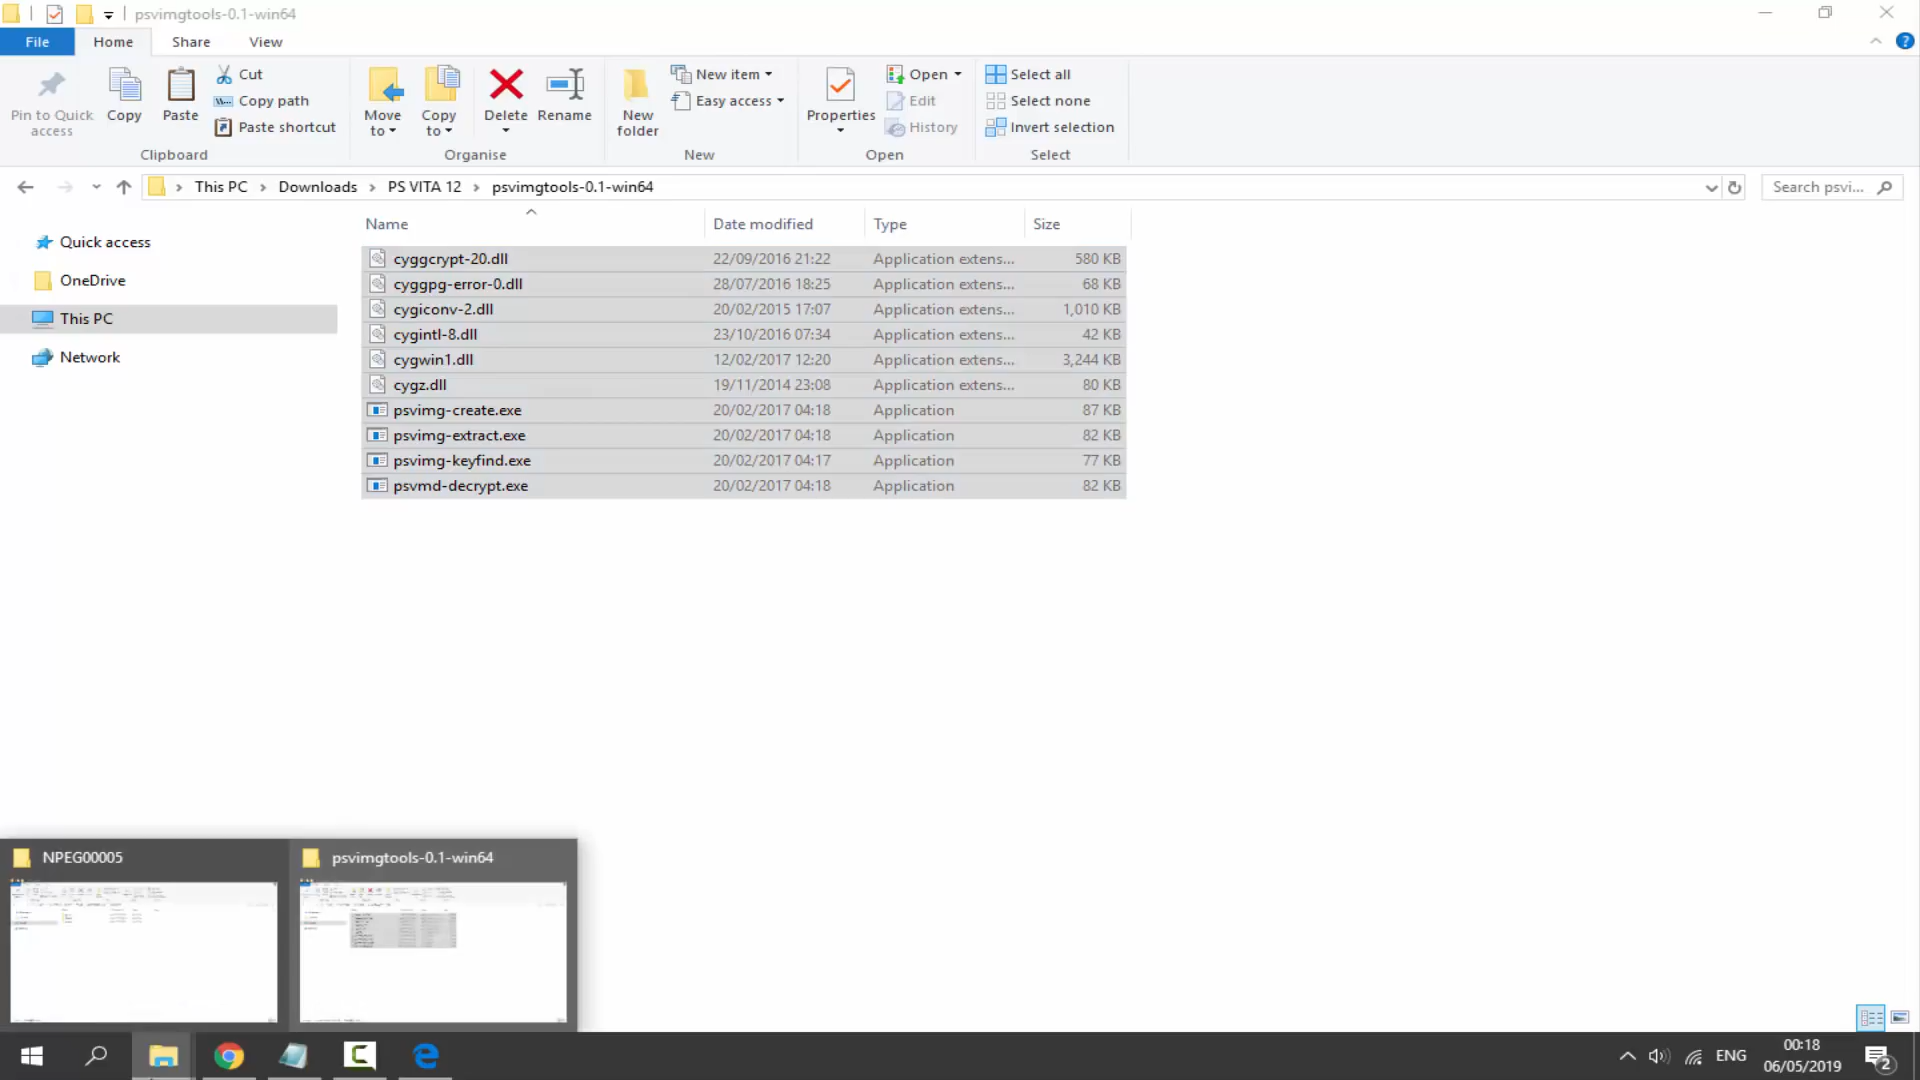 psvimgtools-0.1-win64
File Home Share View
Pin to Quick access
Copy
Paste
Cut
Copy path
Paste shortcut
Clipboard
Move to
Copy to
Delete
Rename
Organise
New folder
New item
Easy access
New
Properties
Open
Edit
History
Open
Select all
Select none
Invert selection
Select
This PC Downloads PS VITA 12 psvimgtools-0.1-win64
Search psvi...
Quick access
OneDrive
This PC
Network
Name Date modified Type Size
cyggcrypt-20.dll 22/09/2016 21:22 Application extens... 580 KB
cyggpg-error-0.dll 28/07/2016 18:25 Application extens... 68 KB
cygiconv-2.dll 20/02/2015 17:07 Application extens... 1,010 KB
cygintl-8.dll 23/10/2016 07:34 Application extens... 42 KB
cygwin1.dll 12/02/2017 12:20 Application extens... 3,244 KB
cygz.dll 19/11/2014 23:08 Application extens... 80 KB
psvimg-create.exe 20/02/2017 04:18 Application 87 KB
psvimg-extract.exe 20/02/2017 04:18 Application 82 KB
psvimg-keyfind.exe 20/02/2017 04:17 Application 77 KB
psvmd-decrypt.exe 20/02/2017 04:18 Application 82 KB
NPEG00005
psvimgtools-0.1-win64
ENG
00:18
06/05/2019
2